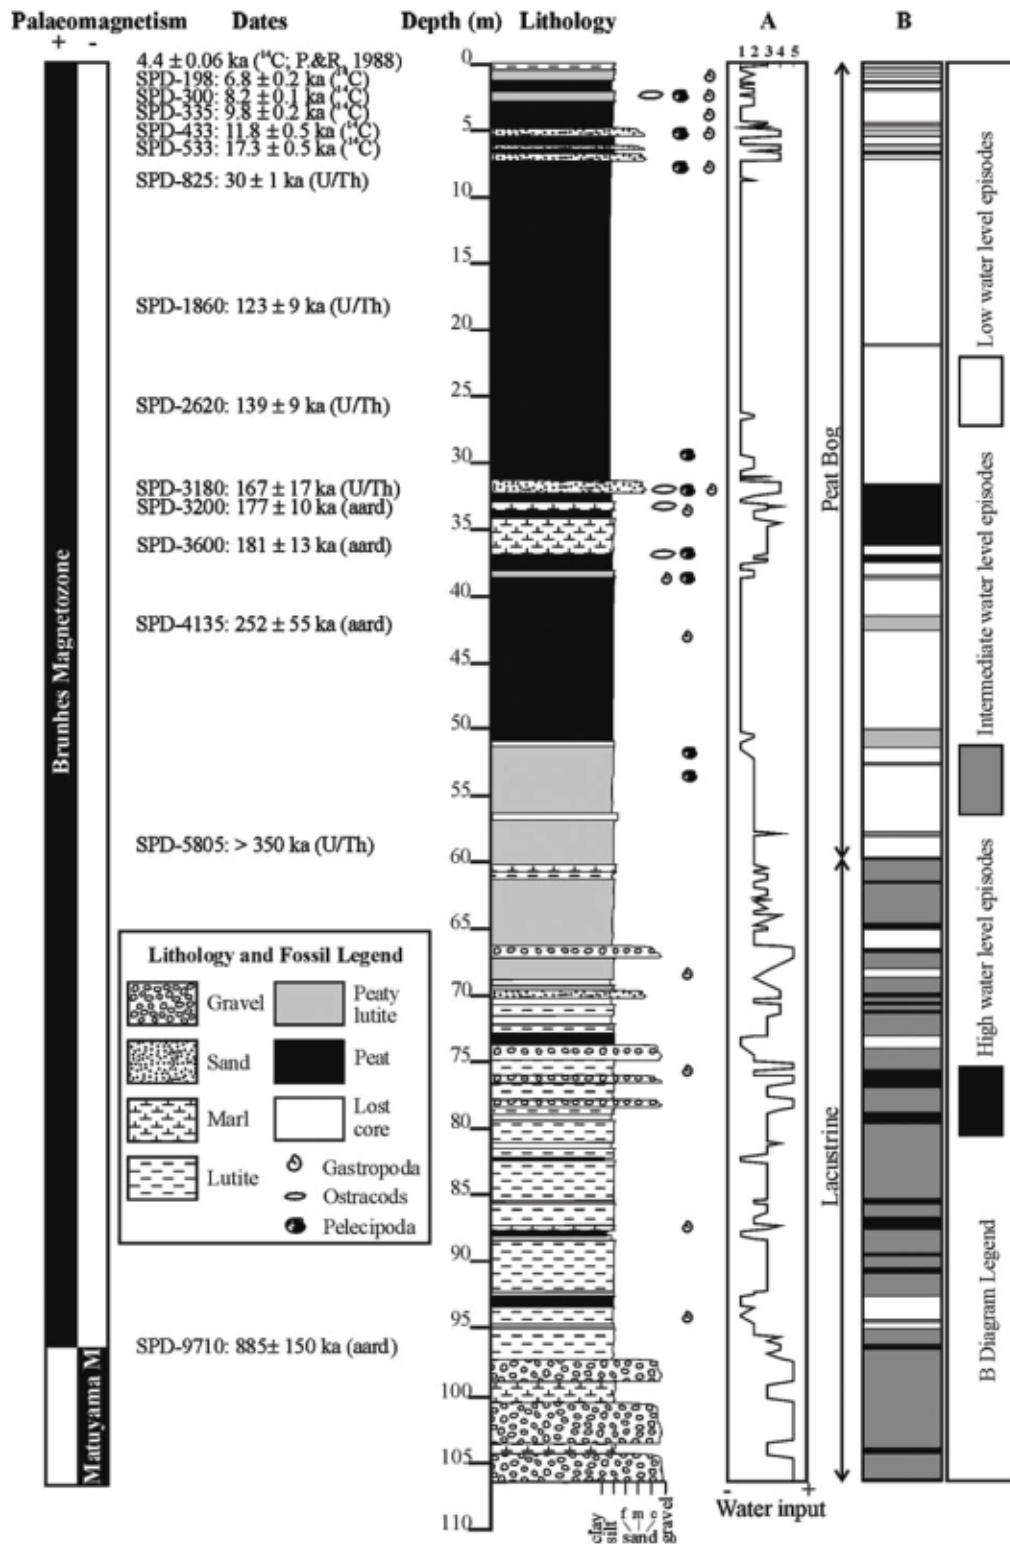 Palaeomagnetism Dates Depth (m) Lithology A B
+ -
1 2 3 4 5
4.4 ± 0.06 ka (¹⁴C; P.&R, 1988)
SPD-198: 6.8 ± 0.2 ka (¹⁴C)
SPD-300: 8.2 ± 0.1 ka (¹⁴C)
SPD-335: 9.8 ± 0.2 ka (¹⁴C)
SPD-433: 11.8 ± 0.5 ka (¹⁴C)
SPD-533: 17.3 ± 0.5 ka (¹⁴C)
SPD-825: 30 ± 1 ka (U/Th)
SPD-1860: 123 ± 9 ka (U/Th)
SPD-2620: 139 ± 9 ka (U/Th)
SPD-3180: 167 ± 17 ka (U/Th)
SPD-3200: 177 ± 10 ka (aard)
SPD-3600: 181 ± 13 ka (aard)
SPD-4135: 252 ± 55 ka (aard)
SPD-5805: > 350 ka (U/Th)
SPD-9710: 885± 150 ka (aard)
Brunhes Magnetozone
Matuyama M
0
5
10
15
20
25
30
35
40
45
50
55
60
65
70
75
80
85
90
95
100
105
110
Lithology and Fossil Legend
Gravel
Sand
Marl
Lutite
Peaty
lutite
Peat
Lost
core
Gastropoda
Ostracods
Pelecipoda
clay
silt
f m c
sand
gravel
- +
Water input
Peat Bog
Lacustrine
Low water level episodes
Intermediate water level episodes
High water level episodes
B Diagram Legend